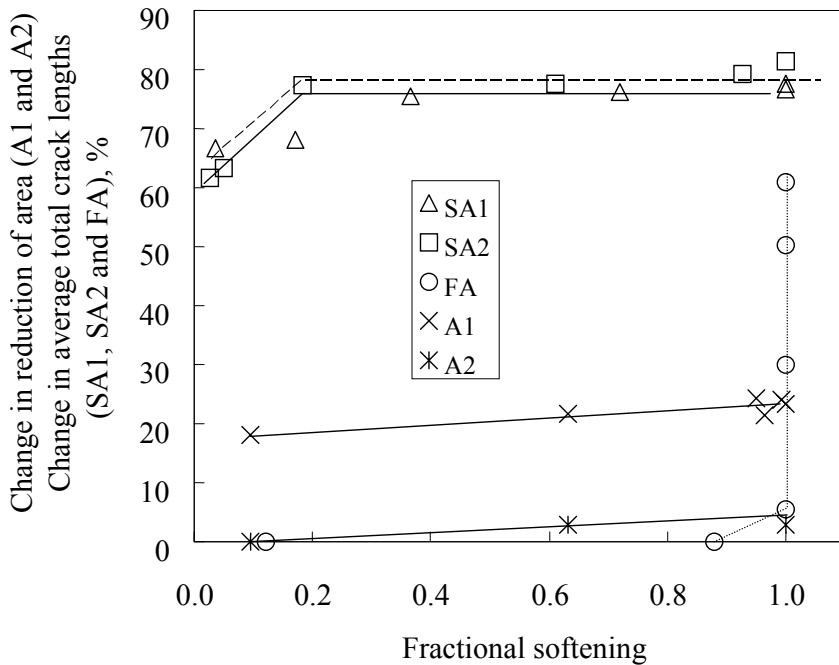 Change in reduction of area (A1 and A2)
Change in average total crack lengths
(SA1, SA2 and FA), %
90
80
70
60
50
40
30
20
10
0
SA1
SA2
FA
A1
A2
0.0 0.2 0.4 0.6 0.8 1.0
Fractional softening